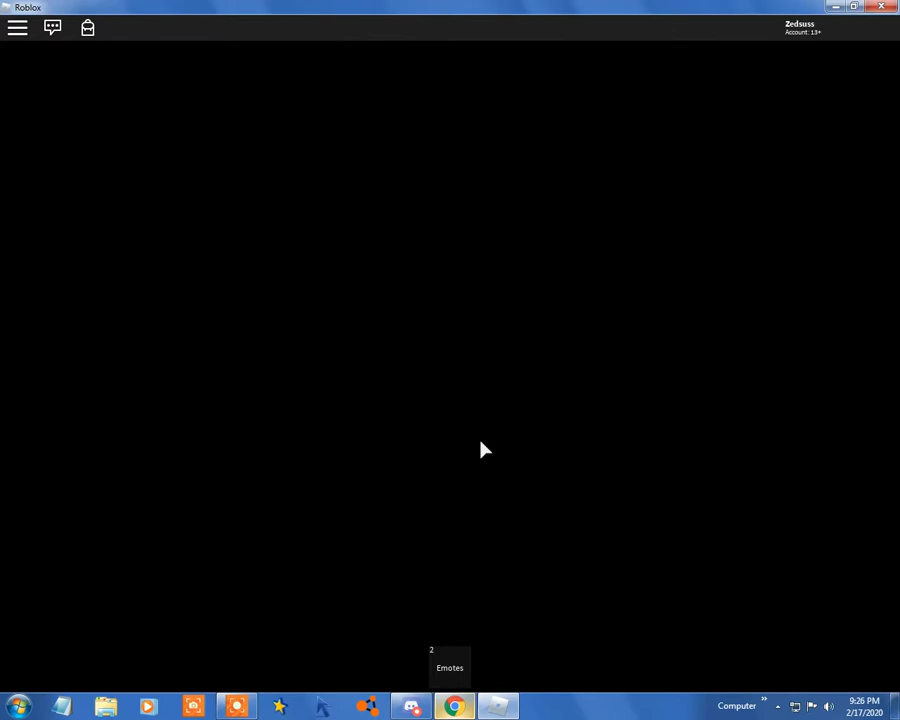 Roblox
Zedsuss
Account: 13+
2
Emotes
Computer »
9:26 PM
2/17/2020